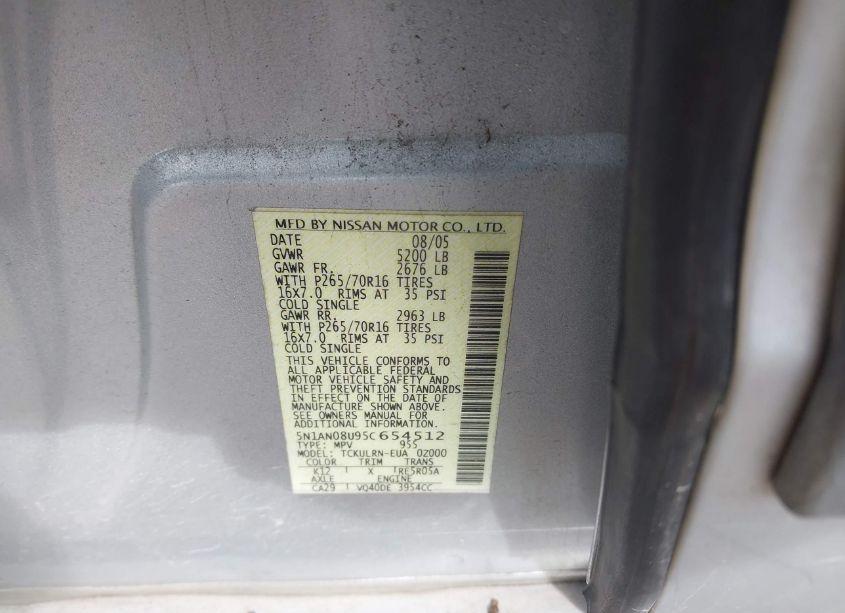 MFD BY NISSAN MOTOR CO., LTD.
DATE 08/05
GVWR 5200 LB
GAWR FR. 2676 LB
WITH P265/70R16 TIRES
16X7.0 RIMS AT 35 PSI
COLD SINGLE
GAWR RR. 2963 LB
WITH P265/70R16 TIRES
16X7.0 RIMS AT 35 PSI
COLD SINGLE
THIS VEHICLE CONFORMS TO
ALL APPLICABLE FEDERAL
MOTOR VEHICLE SAFETY AND
THEFT PREVENTION STANDARDS
IN EFFECT ON THE DATE OF
MANUFACTURE SHOWN ABOVE.
SEE OWNERS MANUAL FOR
ADDITIONAL INFORMATION.
5N1AN08U95C654512
TYPE: MPV 955
MODEL: TCKULRN-EUA 0Z000
COLOR TRIM TRANS
K12 X RE5R05A
AXLE ENGINE
CA29 VQ40DE 3954CC